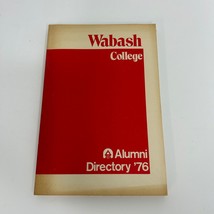 Wabash
College
Alumni
Directory '76